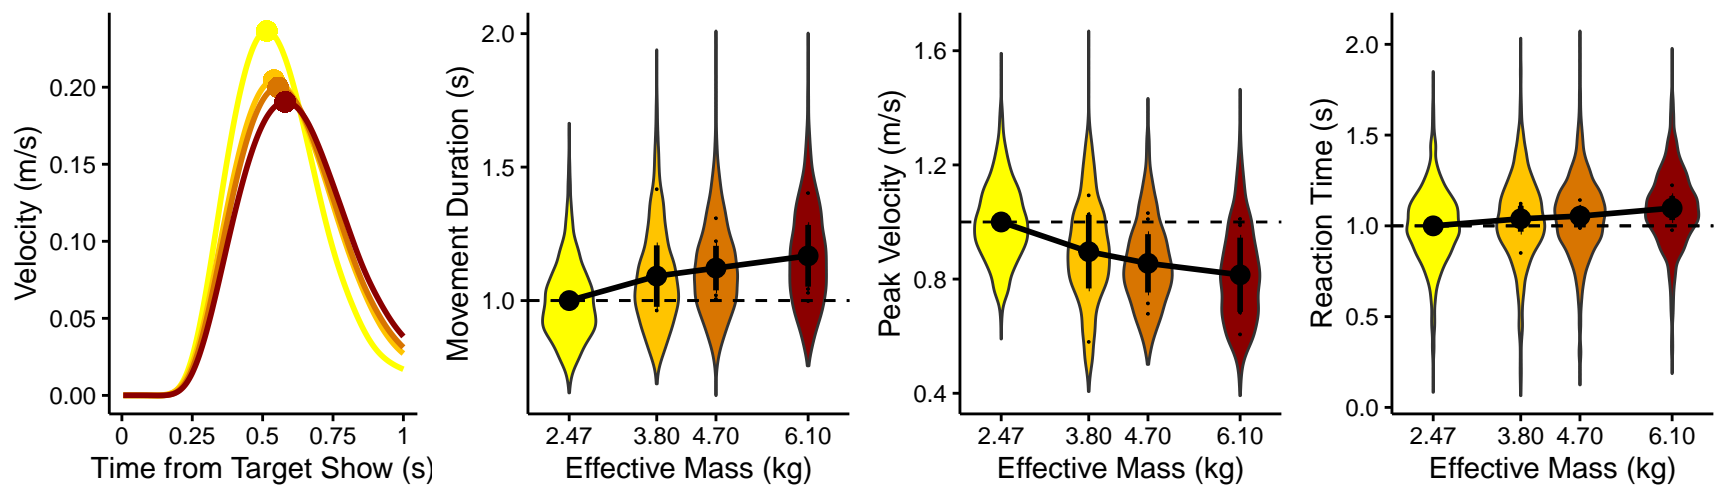 Velocity (m/s)
0.20
0.15
0.10
0.05
0.00
0 0.25 0.5 0.75 1
Time from Target Show (s)
Movement Duration (s)
2.0
1.5
1.0
2.47 3.80 4.70 6.10
Effective Mass (kg)
Peak Velocity (m/s)
1.6
1.2
0.8
0.4
2.47 3.80 4.70 6.10
Effective Mass (kg)
Reaction Time (s)
2.0
1.5
1.0
0.5
0.0
2.47 3.80 4.70 6.10
Effective Mass (kg)